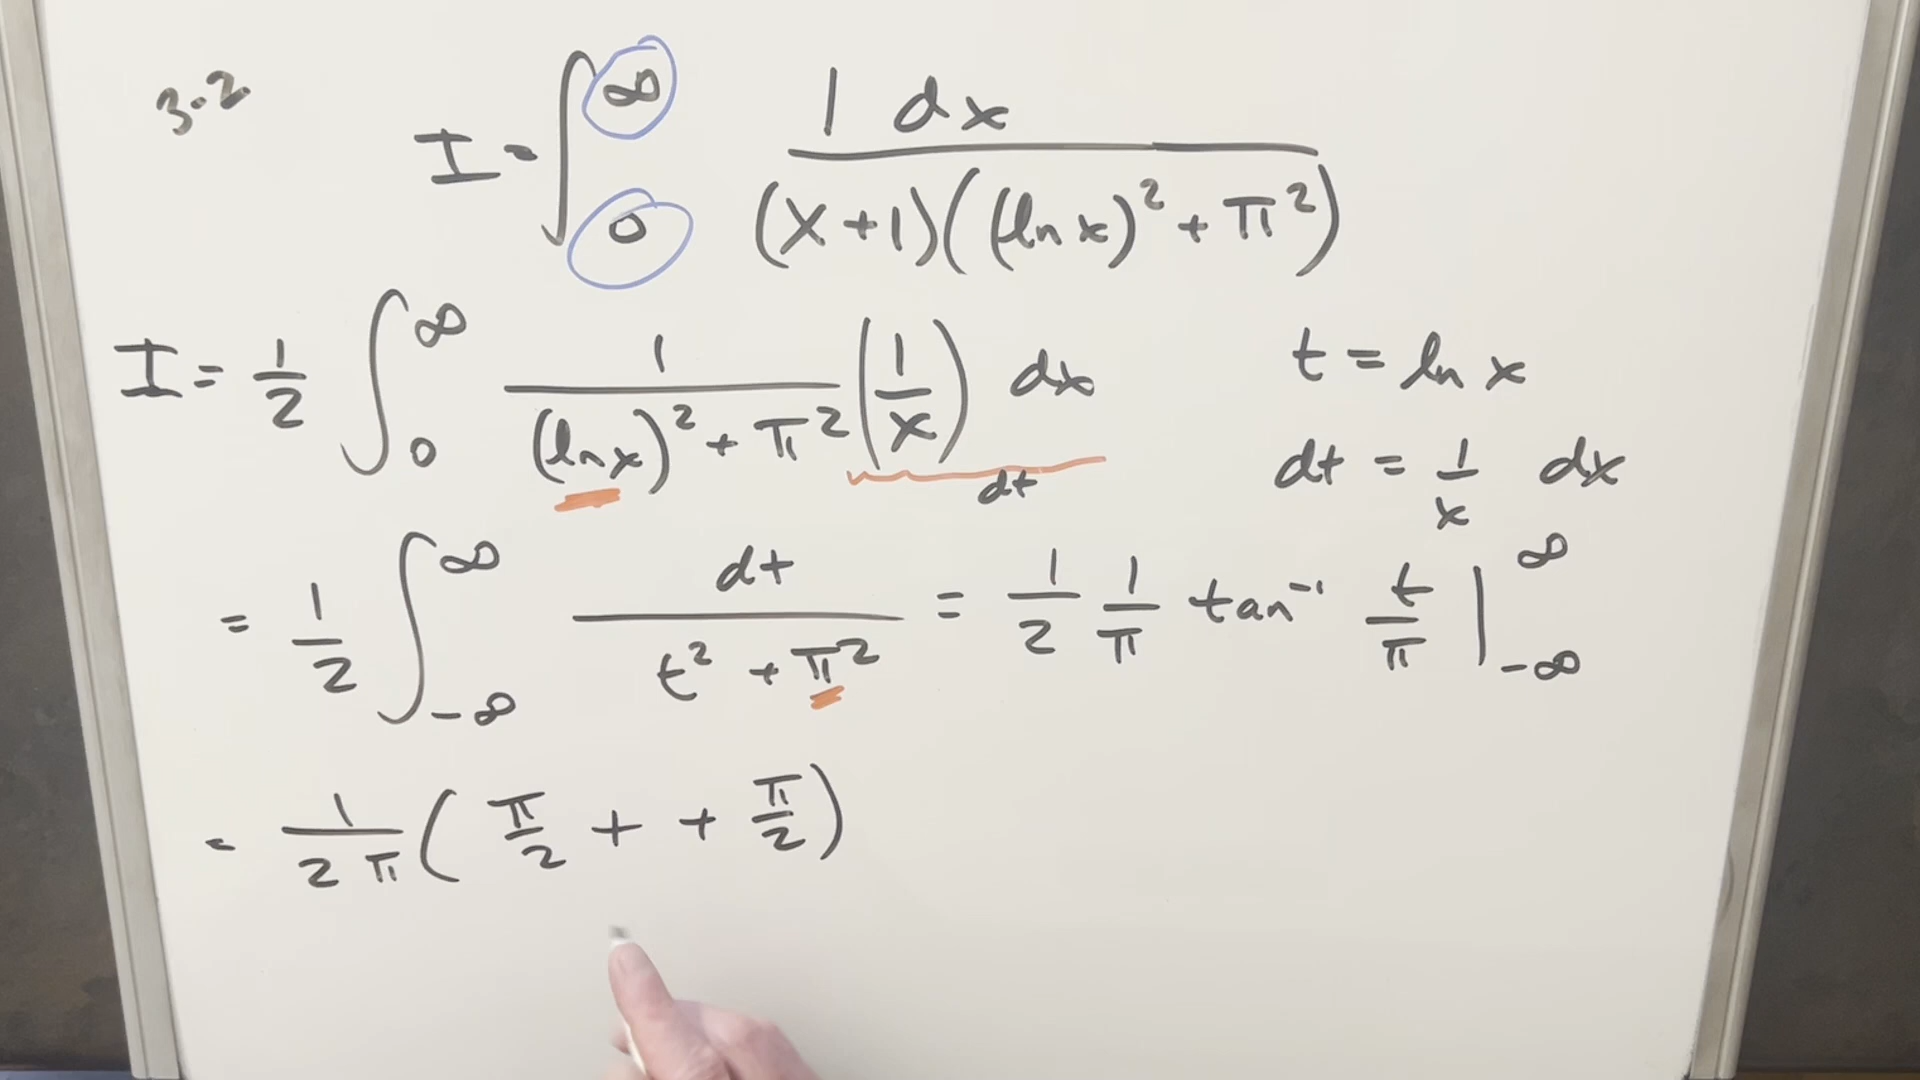 3.2
I = ∫₀^∞ 1 dx / (x+1)((ln x)² + π²)
I = 1/2 ∫₀^∞ 1/((ln x)² + π²) (1/x) dx
dt
t = ln x
dt = 1/x dx
= 1/2 ∫_{-∞}^{∞} dt/(t² + π²) = 1/2 1/π tan⁻¹ t/π |_{-∞}^{∞}
= 1/(2π) (π/2 + + π/2)